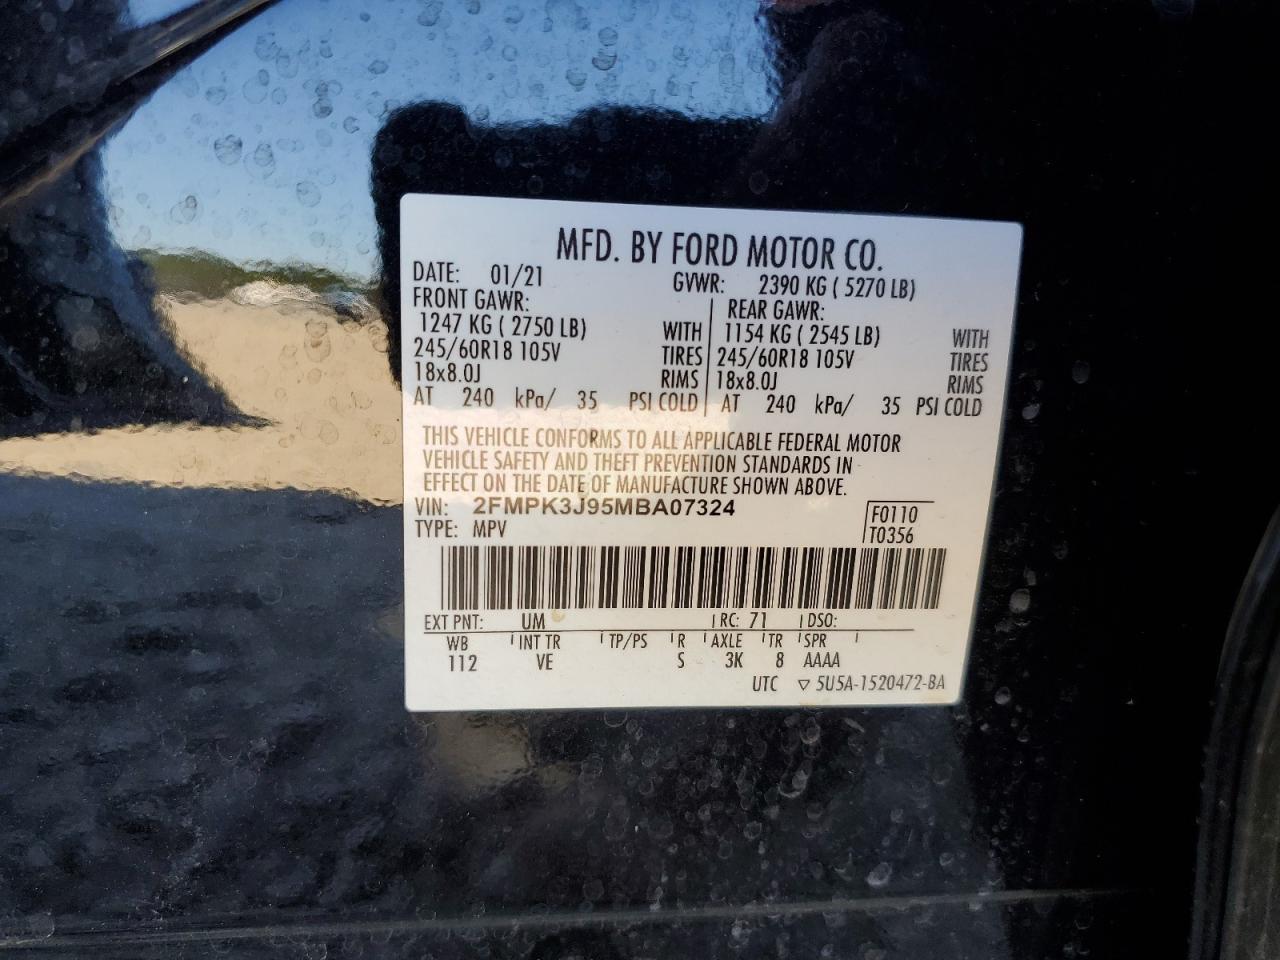 MFD. BY FORD MOTOR CO.
DATE: 01/21 GVWR: 2390 KG ( 5270 LB)
FRONT GAWR: REAR GAWR:
1247 KG ( 2750 LB) WITH 1154 KG ( 2545 LB) WITH
245/60R18 105V TIRES 245/60R18 105V TIRES
18x8.0J RIMS 18x8.0J RIMS
AT 240 kPa/ 35 PSI COLD AT 240 kPa/ 35 PSI COLD
THIS VEHICLE CONFORMS TO ALL APPLICABLE FEDERAL MOTOR
VEHICLE SAFETY AND THEFT PREVENTION STANDARDS IN
EFFECT ON THE DATE OF MANUFACTURE SHOWN ABOVE.
VIN: 2FMPK3J95MBA07324 F0110
TYPE: MPV T0356
EXT PNT: UM RC: 71 DSO:
WB INT TR TP/PS R AXLE TR SPR
112 VE S 3K 8 AAAA
UTC ▽ 5U5A-1520472-BA